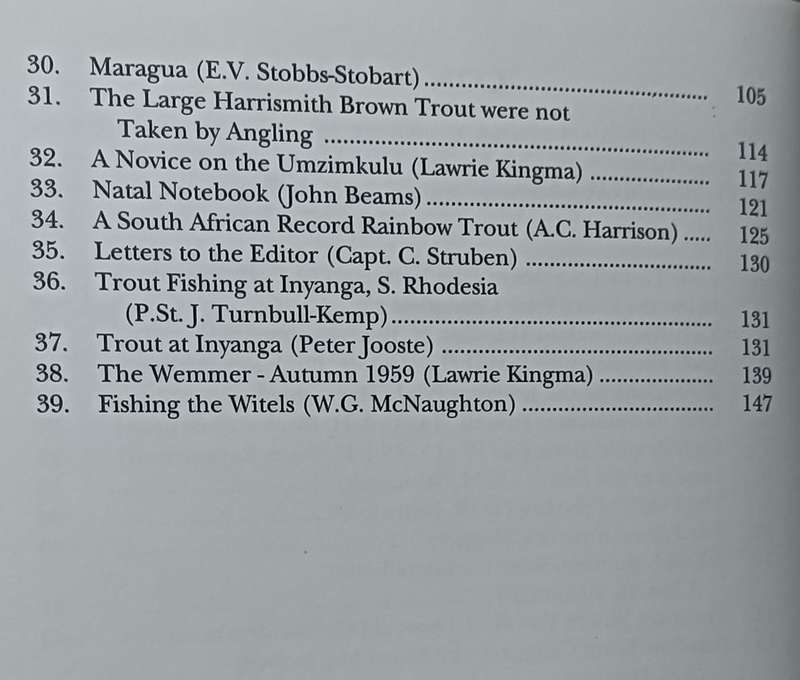 30. Maragua (E.V. Stobbs-Stobart) ................................................ 105
31. The Large Harrismith Brown Trout were not
Taken by Angling ................................................................ 114
32. A Novice on the Umzimkulu (Lawrie Kingma) .................... 117
33. Natal Notebook (John Beams) ................................................ 121
34. A South African Record Rainbow Trout (A.C. Harrison) ..... 125
35. Letters to the Editor (Capt. C. Struben) ............................... 130
36. Trout Fishing at Inyanga, S. Rhodesia
(P.St. J. Turnbull-Kemp) ...................................................... 131
37. Trout at Inyanga (Peter Jooste) .............................................. 131
38. The Wemmer - Autumn 1959 (Lawrie Kingma) ................... 139
39. Fishing the Witels (W.G. McNaughton) ................................ 147